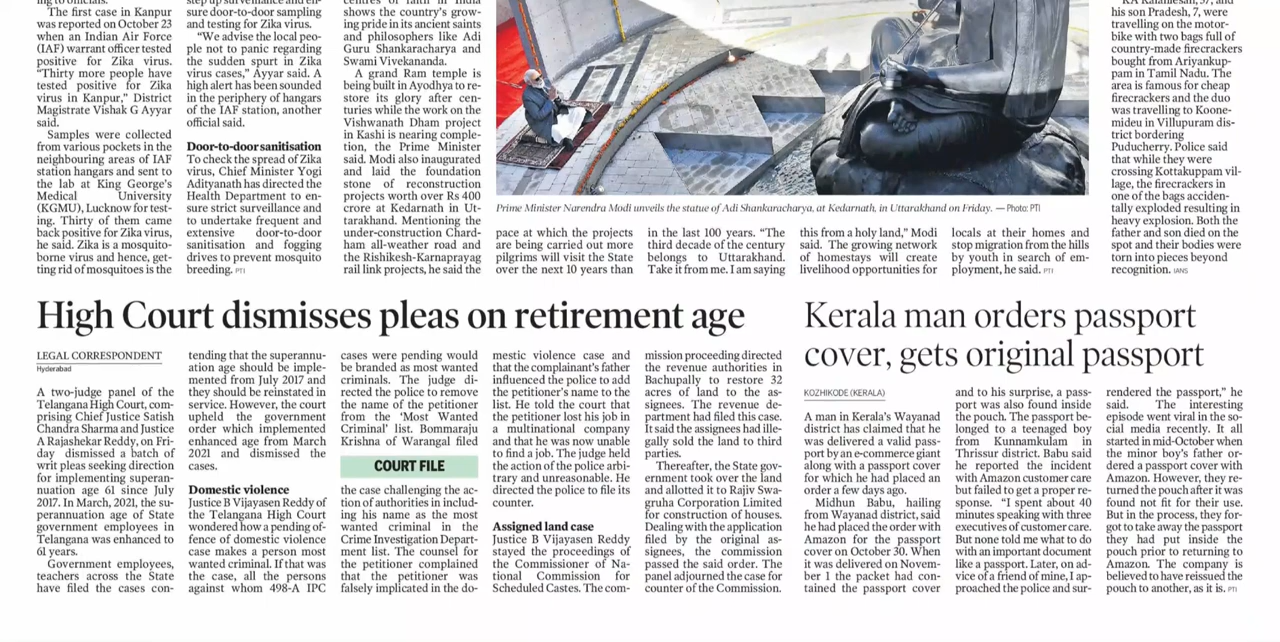 ing to officials.
The first case in Kanpur
was reported on October 23
when an Indian Air Force
(IAF) warrant officer tested
positive for Zika virus.
“Thirty more people have
tested positive for Zika
virus in Kanpur,” District
Magistrate Vishak G Ayyar
said.
Samples were collected
from various pockets in the
neighbouring areas of IAF
station hangars and sent to
the lab at King George’s
Medical University
(KGMU), Lucknow for test-
ing. Thirty of them came
back positive for Zika virus,
he said. Zika is a mosquito-
borne virus and hence, get-
ting rid of mosquitoes is the
step up surveillance and en-
sure door-to-door sampling
and testing for Zika virus.
“We advise the local peo-
ple not to panic regarding
the sudden spurt in Zika
virus cases,” Ayyar said. A
high alert has been sounded
in the periphery of hangars
of the IAF station, another
official said.
Door-to-door sanitisation
To check the spread of Zika
virus, Chief Minister Yogi
Adityanath has directed the
Health Department to en-
sure strict surveillance and
to undertake frequent and
extensive door-to-door
sanitisation and fogging
drives to prevent mosquito
breeding. PTI
centres of faith in India
shows the country’s grow-
ing pride in its ancient saints
and philosophers like Adi
Guru Shankaracharya and
Swami Vivekananda.
A grand Ram temple is
being built in Ayodhya to re-
store its glory after cen-
turies while the work on the
Vishwanath Dham project
in Kashi is nearing comple-
tion, the Prime Minister
said. Modi also inaugurated
and laid the foundation
stone of reconstruction
projects worth over Rs 400
crore at Kedarnath in Ut-
tarakhand. Mentioning the
under-construction Chard-
ham all-weather road and
the Rishikesh-Karnaprayag
rail link projects, he said the
Prime Minister Narendra Modi unveils the statue of Adi Shankaracharya, at Kedarnath, in Uttarakhand on Friday. — Photo: PTI
pace at which the projects
are being carried out more
pilgrims will visit the State
over the next 10 years than
in the last 100 years. “The
third decade of the century
belongs to Uttarakhand.
Take it from me. I am saying
this from a holy land,” Modi
said. The growing network
of homestays will create
livelihood opportunities for
locals at their homes and
stop migration from the hills
by youth in search of em-
ployment, he said. PTI
his son Pradesh, 7, were
travelling on the motor-
bike with two bags full of
country-made firecrackers
bought from Ariyankup-
pam in Tamil Nadu. The
area is famous for cheap
firecrackers and the duo
was travelling to Koone-
mideu in Villupuram dis-
trict bordering
Puducherry. Police said
that while they were
crossing Kottakuppam vil-
lage, the firecrackers in
one of the bags acciden-
tally exploded resulting in
heavy explosion. Both the
father and son died on the
spot and their bodies were
torn into pieces beyond
recognition. IANS
High Court dismisses pleas on retirement age
LEGAL CORRESPONDENT
Hyderabad
A two-judge panel of the
Telangana High Court, com-
prising Chief Justice Satish
Chandra Sharma and Justice
A Rajashekar Reddy, on Fri-
day dismissed a batch of
writ pleas seeking direction
for implementing superan-
nuation age 61 since July
2017. In March, 2021, the su-
perannuation age of State
government employees in
Telangana was enhanced to
61 years.
Government employees,
teachers across the State
have filed the cases con-
tending that the superannu-
ation age should be imple-
mented from July 2017 and
they should be reinstated in
service. However, the court
upheld the government
order which implemented
enhanced age from March
2021 and dismissed the
cases.
Domestic violence
Justice B Vijayasen Reddy of
the Telangana High Court
wondered how a pending of-
fence of domestic violence
case makes a person most
wanted criminal. If that was
the case, all the persons
against whom 498-A IPC
cases were pending would
be branded as most wanted
criminals. The judge di-
rected the police to remove
the name of the petitioner
from the ‘Most Wanted
Criminal’ list. Bommaraju
Krishna of Warangal filed
COURT FILE
the case challenging the ac-
tion of authorities in includ-
ing his name as the most
wanted criminal in the
Crime Investigation Depart-
ment list. The counsel for
the petitioner complained
that the petitioner was
falsely implicated in the do-
mestic violence case and
that the complainant’s father
influenced the police to add
the petitioner’s name to the
list. He told the court that
the petitioner lost his job in
a multinational company
and that he was now unable
to find a job. The judge held
the action of the police arbi-
trary and unreasonable. He
directed the police to file its
counter.
Assigned land case
Justice B Vijayasen Reddy
stayed the proceedings of
the Commissioner of Na-
tional Commission for
Scheduled Castes. The com-
mission proceeding directed
the revenue authorities in
Bachupally to restore 32
acres of land to the as-
signees. The revenue de-
partment had filed this case.
It said the assignees had ille-
gally sold the land to third
parties.
Thereafter, the State gov-
ernment took over the land
and allotted it to Rajiv Swa-
gruha Corporation Limited
for construction of houses.
Dealing with the application
filed by the original as-
signees, the commission
passed the said order. The
panel adjourned the case for
counter of the Commission.
Kerala man orders passport
cover, gets original passport
KOZHIKODE (KERALA)
A man in Kerala’s Wayanad
district has claimed that he
was delivered a valid pass-
port by an e-commerce giant
along with a passport cover
for which he had placed an
order a few days ago.
Midhun Babu, hailing
from Wayanad district, said
he had placed the order with
Amazon for the passport
cover on October 30. When
it was delivered on Novem-
ber 1 the packet had con-
tained the passport cover
and to his surprise, a pass-
port was also found inside
the pouch. The passport be-
longed to a teenaged boy
from Kunnamkulam in
Thrissur district. Babu said
he reported the incident
with Amazon customer care
but failed to get a proper re-
sponse. “I spent about 40
minutes speaking with three
executives of customer care.
But none told me what to do
with an important document
like a passport. Later, on ad-
vice of a friend of mine, I ap-
proached the police and sur-
rendered the passport,” he
said. The interesting
episode went viral in the so-
cial media recently. It all
started in mid-October when
the minor boy’s father or-
dered a passport cover with
Amazon. However, they re-
turned the pouch after it was
found not fit for their use.
But in the process, they for-
got to take away the passport
they had put inside the
pouch prior to returning to
Amazon. The company is
believed to have reissued the
pouch to another, as it is. PTI